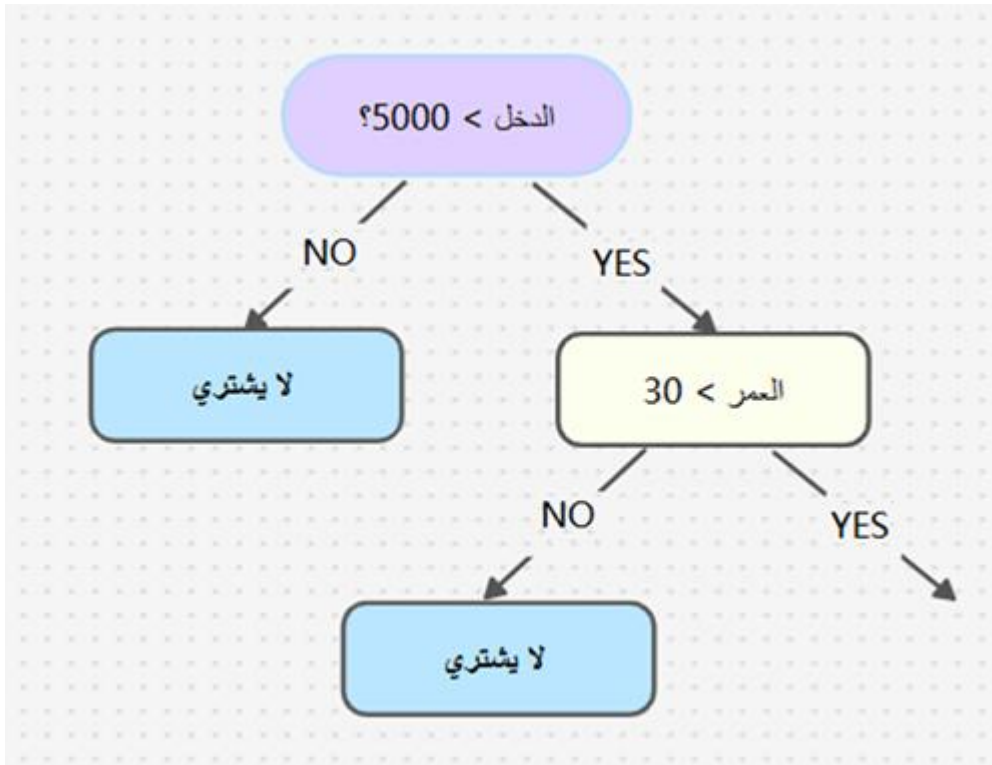 الدخل > 5000؟
NO
YES
لا يشتري
العمر > 30
NO
YES
لا يشتري